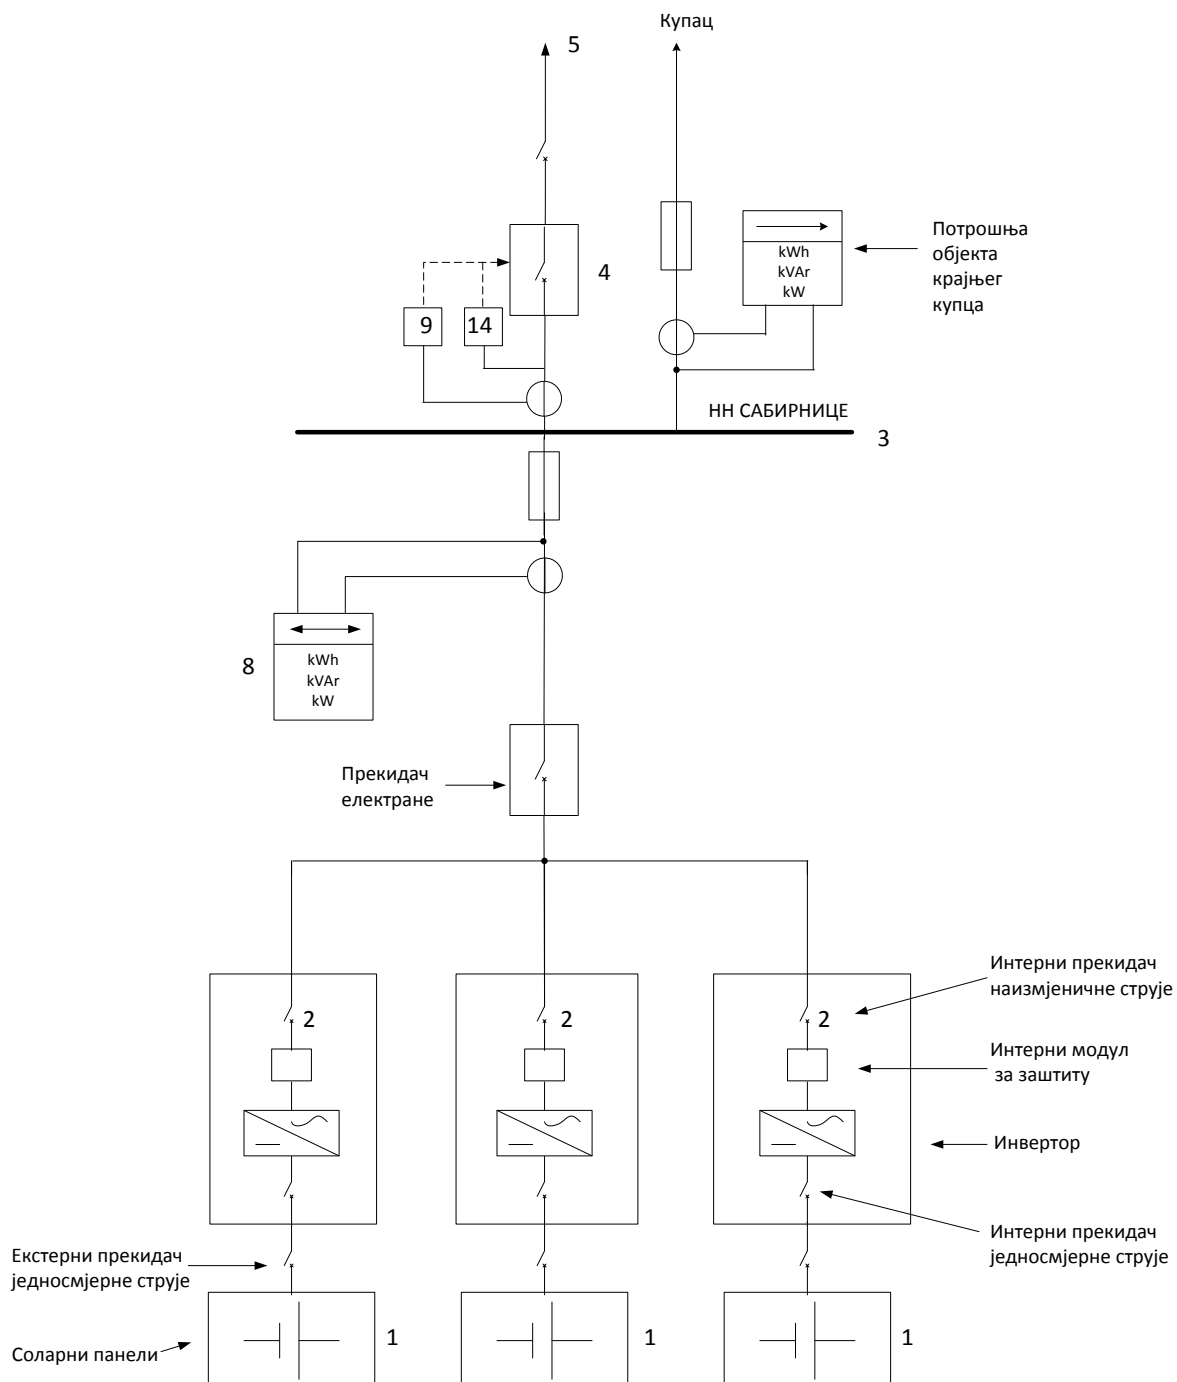 Купац
5
Потрошња
објекта
крајњег
купца
kWh
kVAr
kW
4
9
14
НН САБИРНИЦЕ
3
8
kWh
kVAr
kW
Прекидач
електране
Интерни прекидач
наизмјеничне струје
2
2
2
Интерни модул
за заштиту
Инвертор
Интерни прекидач
једносмјерне струје
Екстерни прекидач
једносмјерне струје
Соларни панели
1
1
1